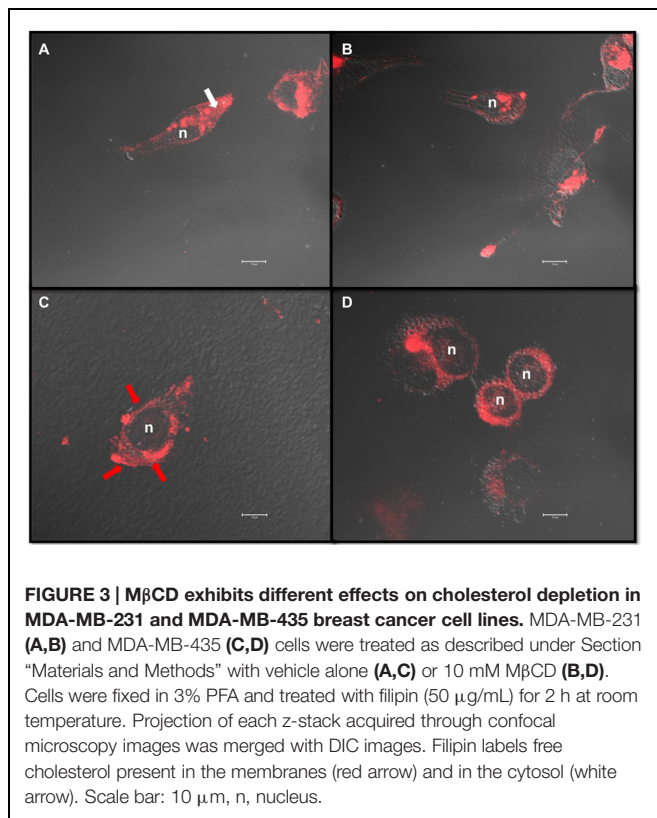 A
B
n
n
C
D
n
n
n
n
FIGURE 3 | MβCD exhibits different effects on cholesterol depletion in
MDA-MB-231 and MDA-MB-435 breast cancer cell lines. MDA-MB-231
(A,B) and MDA-MB-435 (C,D) cells were treated as described under Section
“Materials and Methods” with vehicle alone (A,C) or 10 mM MβCD (B,D).
Cells were fixed in 3% PFA and treated with filipin (50 μg/mL) for 2 h at room
temperature. Projection of each z-stack acquired through confocal
microscopy images was merged with DIC images. Filipin labels free
cholesterol present in the membranes (red arrow) and in the cytosol (white
arrow). Scale bar: 10 μm, n, nucleus.